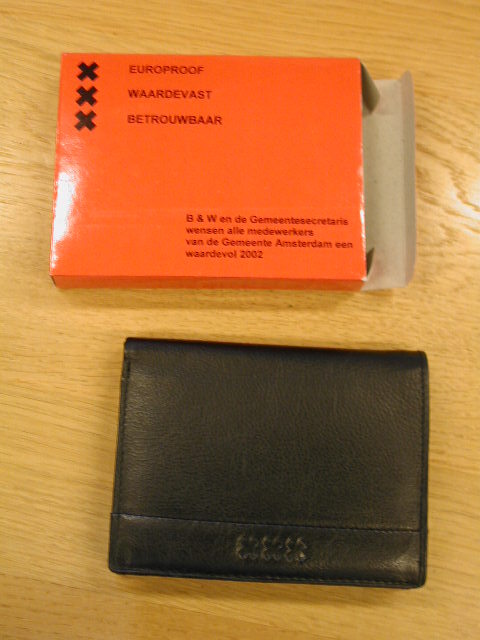 EUROPROOF
WAARDEVAST
BETROUWBAAR
B & W en de Gemeentesecretaris
wensen alle medewerkers
van de Gemeente Amsterdam een
waardevol 2002